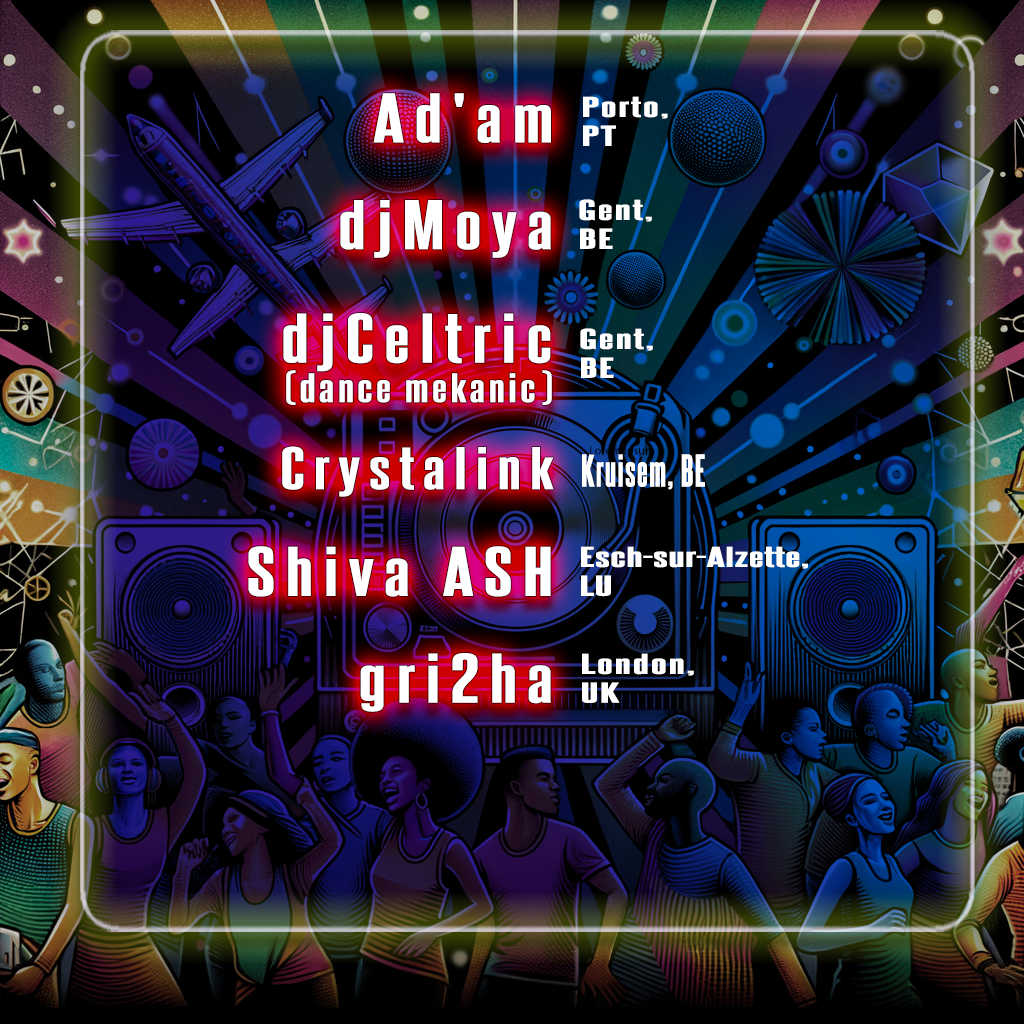 Ad'am
Porto,
PT
djMoya
Gent,
BE
djCeltric
(dance mekanic)
Gent,
BE
Crystalink
Kruisem, BE
Shiva ASH
Esch-sur-Alzette,
LU
gri2ha
London,
UK